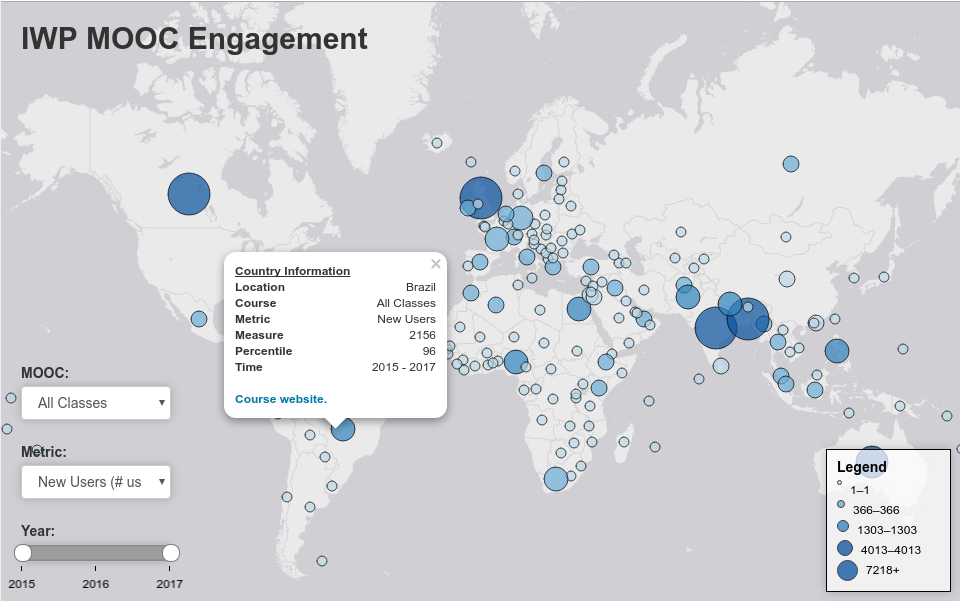 IWP MOOC Engagement
×
Country Information
Location Brazil
Course All Classes
Metric New Users
Measure 2156
Percentile 96
Time 2015 - 2017
Course website.
MOOC:
All Classes ▾
Metric:
New Users (# us ▾
Year:
2015 2016 2017
Legend
1–1
366–366
1303–1303
4013–4013
7218+